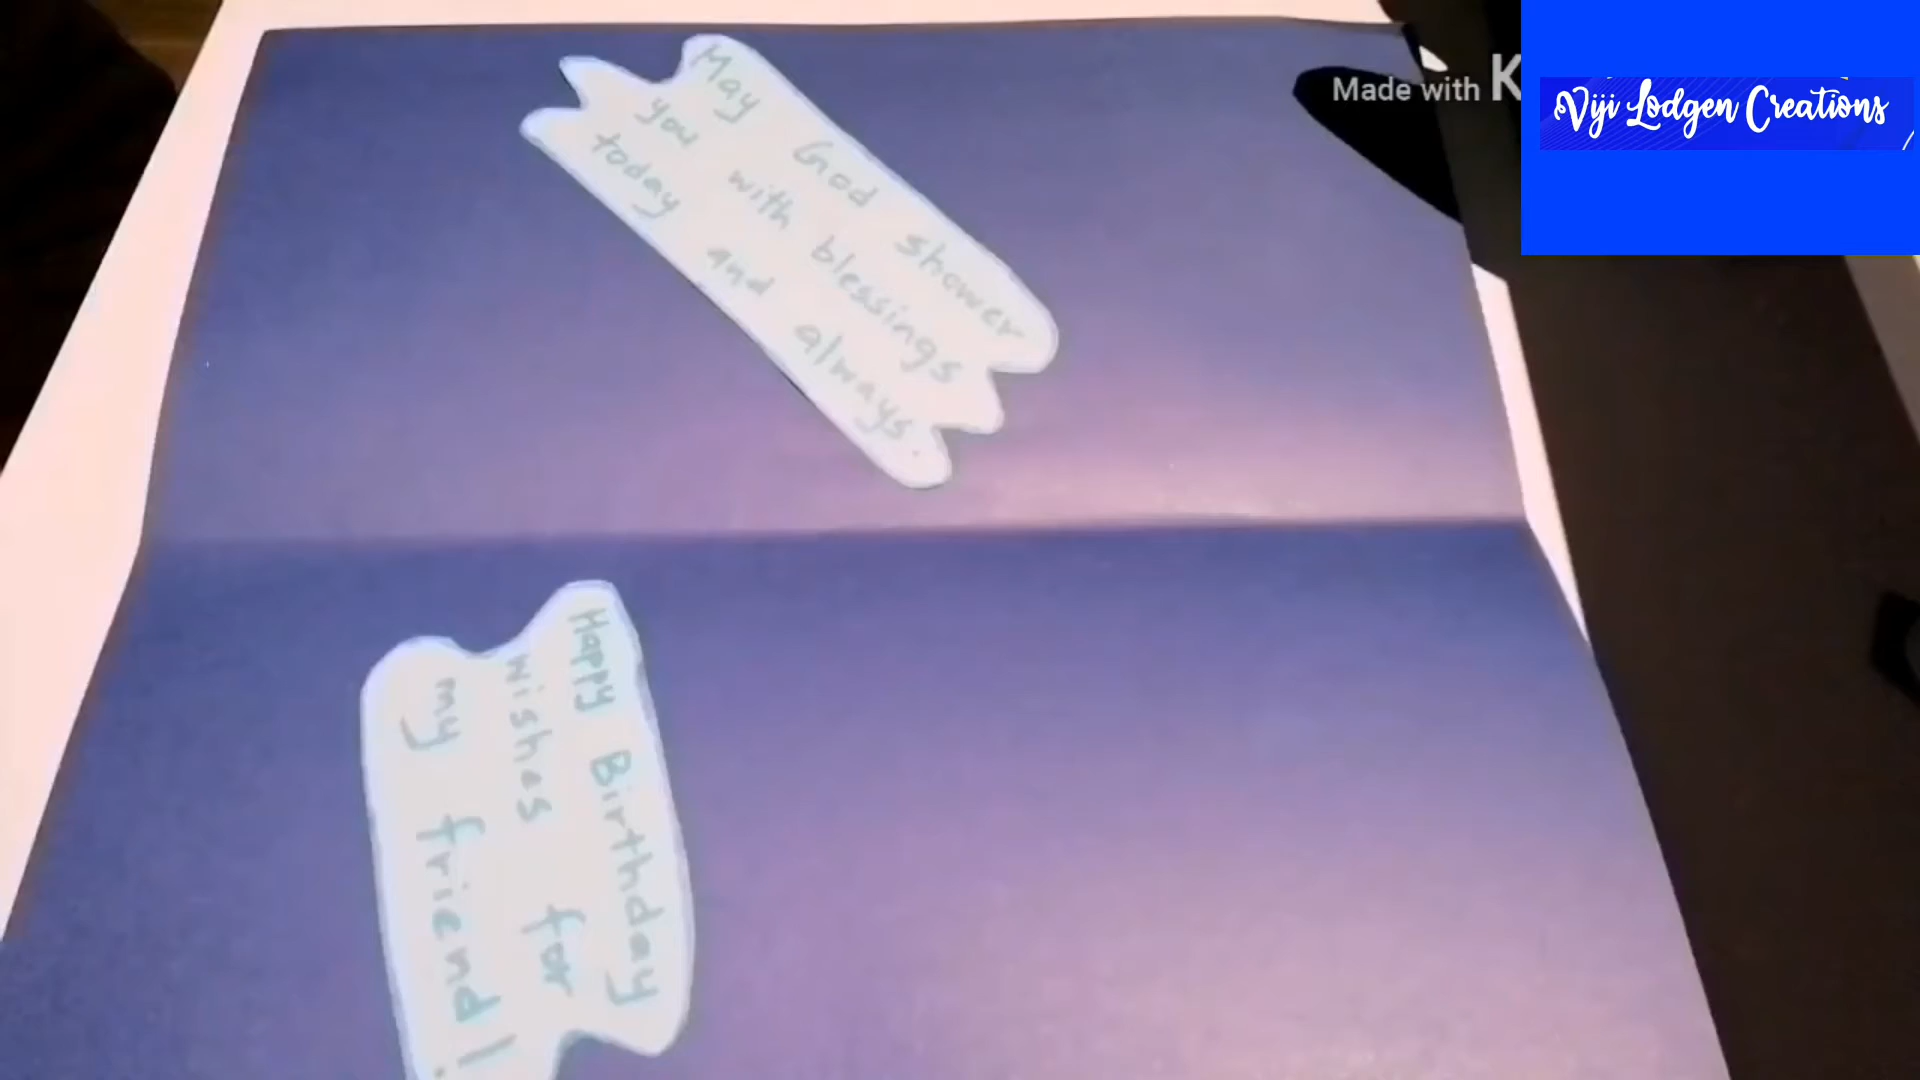 May God shower
you with blessings
today and always.
Happy Birthday
wishes for
my friend!
Made with K
Viji Lodgen Creations